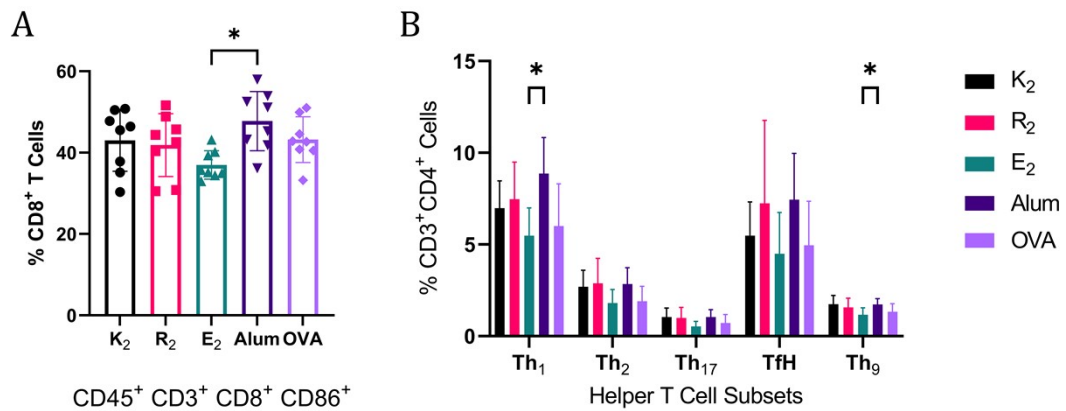 A
*
60
40
20
0
% CD8⁺ T Cells
K₂ R₂ E₂ Alum OVA
CD45⁺ CD3⁺ CD8⁺ CD86⁺
B
* *
15
10
5
0
% CD3⁺CD4⁺ Cells
Th₁ Th₂ Th₁₇ TfH Th₉
Helper T Cell Subsets
K₂
R₂
E₂
Alum
OVA